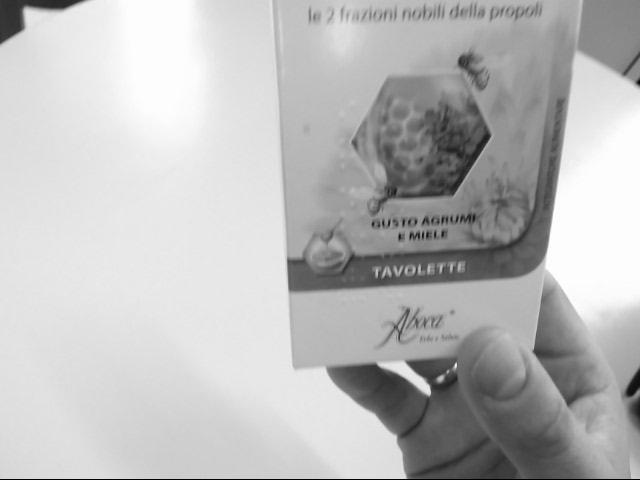 le 2 frazioni nobili della propoli
GUSTO AGRUMI
E MIELE
TAVOLETTE
Aboca